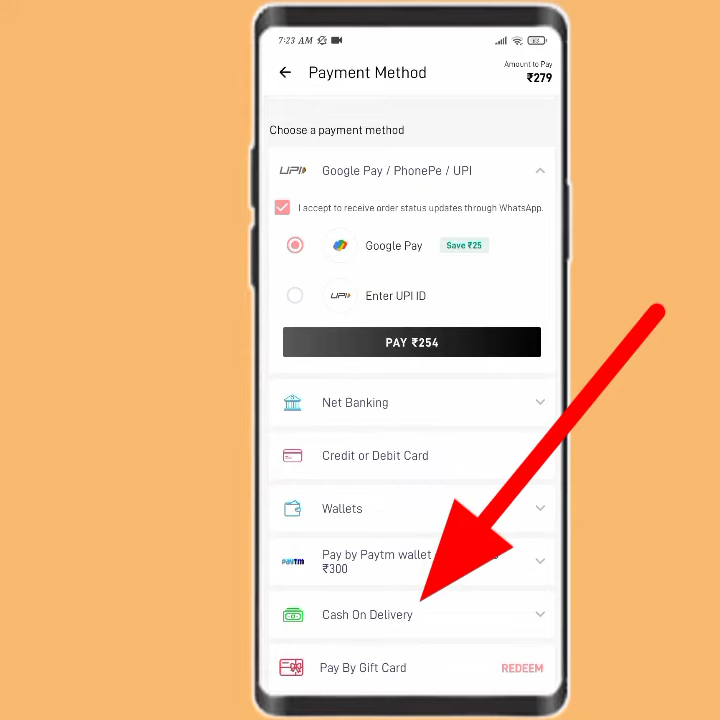 7:23 AM
63
Payment Method
Amount to Pay
₹279
Choose a payment method
UPI
Google Pay / PhonePe / UPI
I accept to receive order status updates through WhatsApp.
Google Pay
Save ₹25
UPI
Enter UPI ID
PAY ₹254
Net Banking
Credit or Debit Card
Wallets
paytm
Pay by Paytm wallet
₹300
Cash On Delivery
Pay By Gift Card
REDEEM